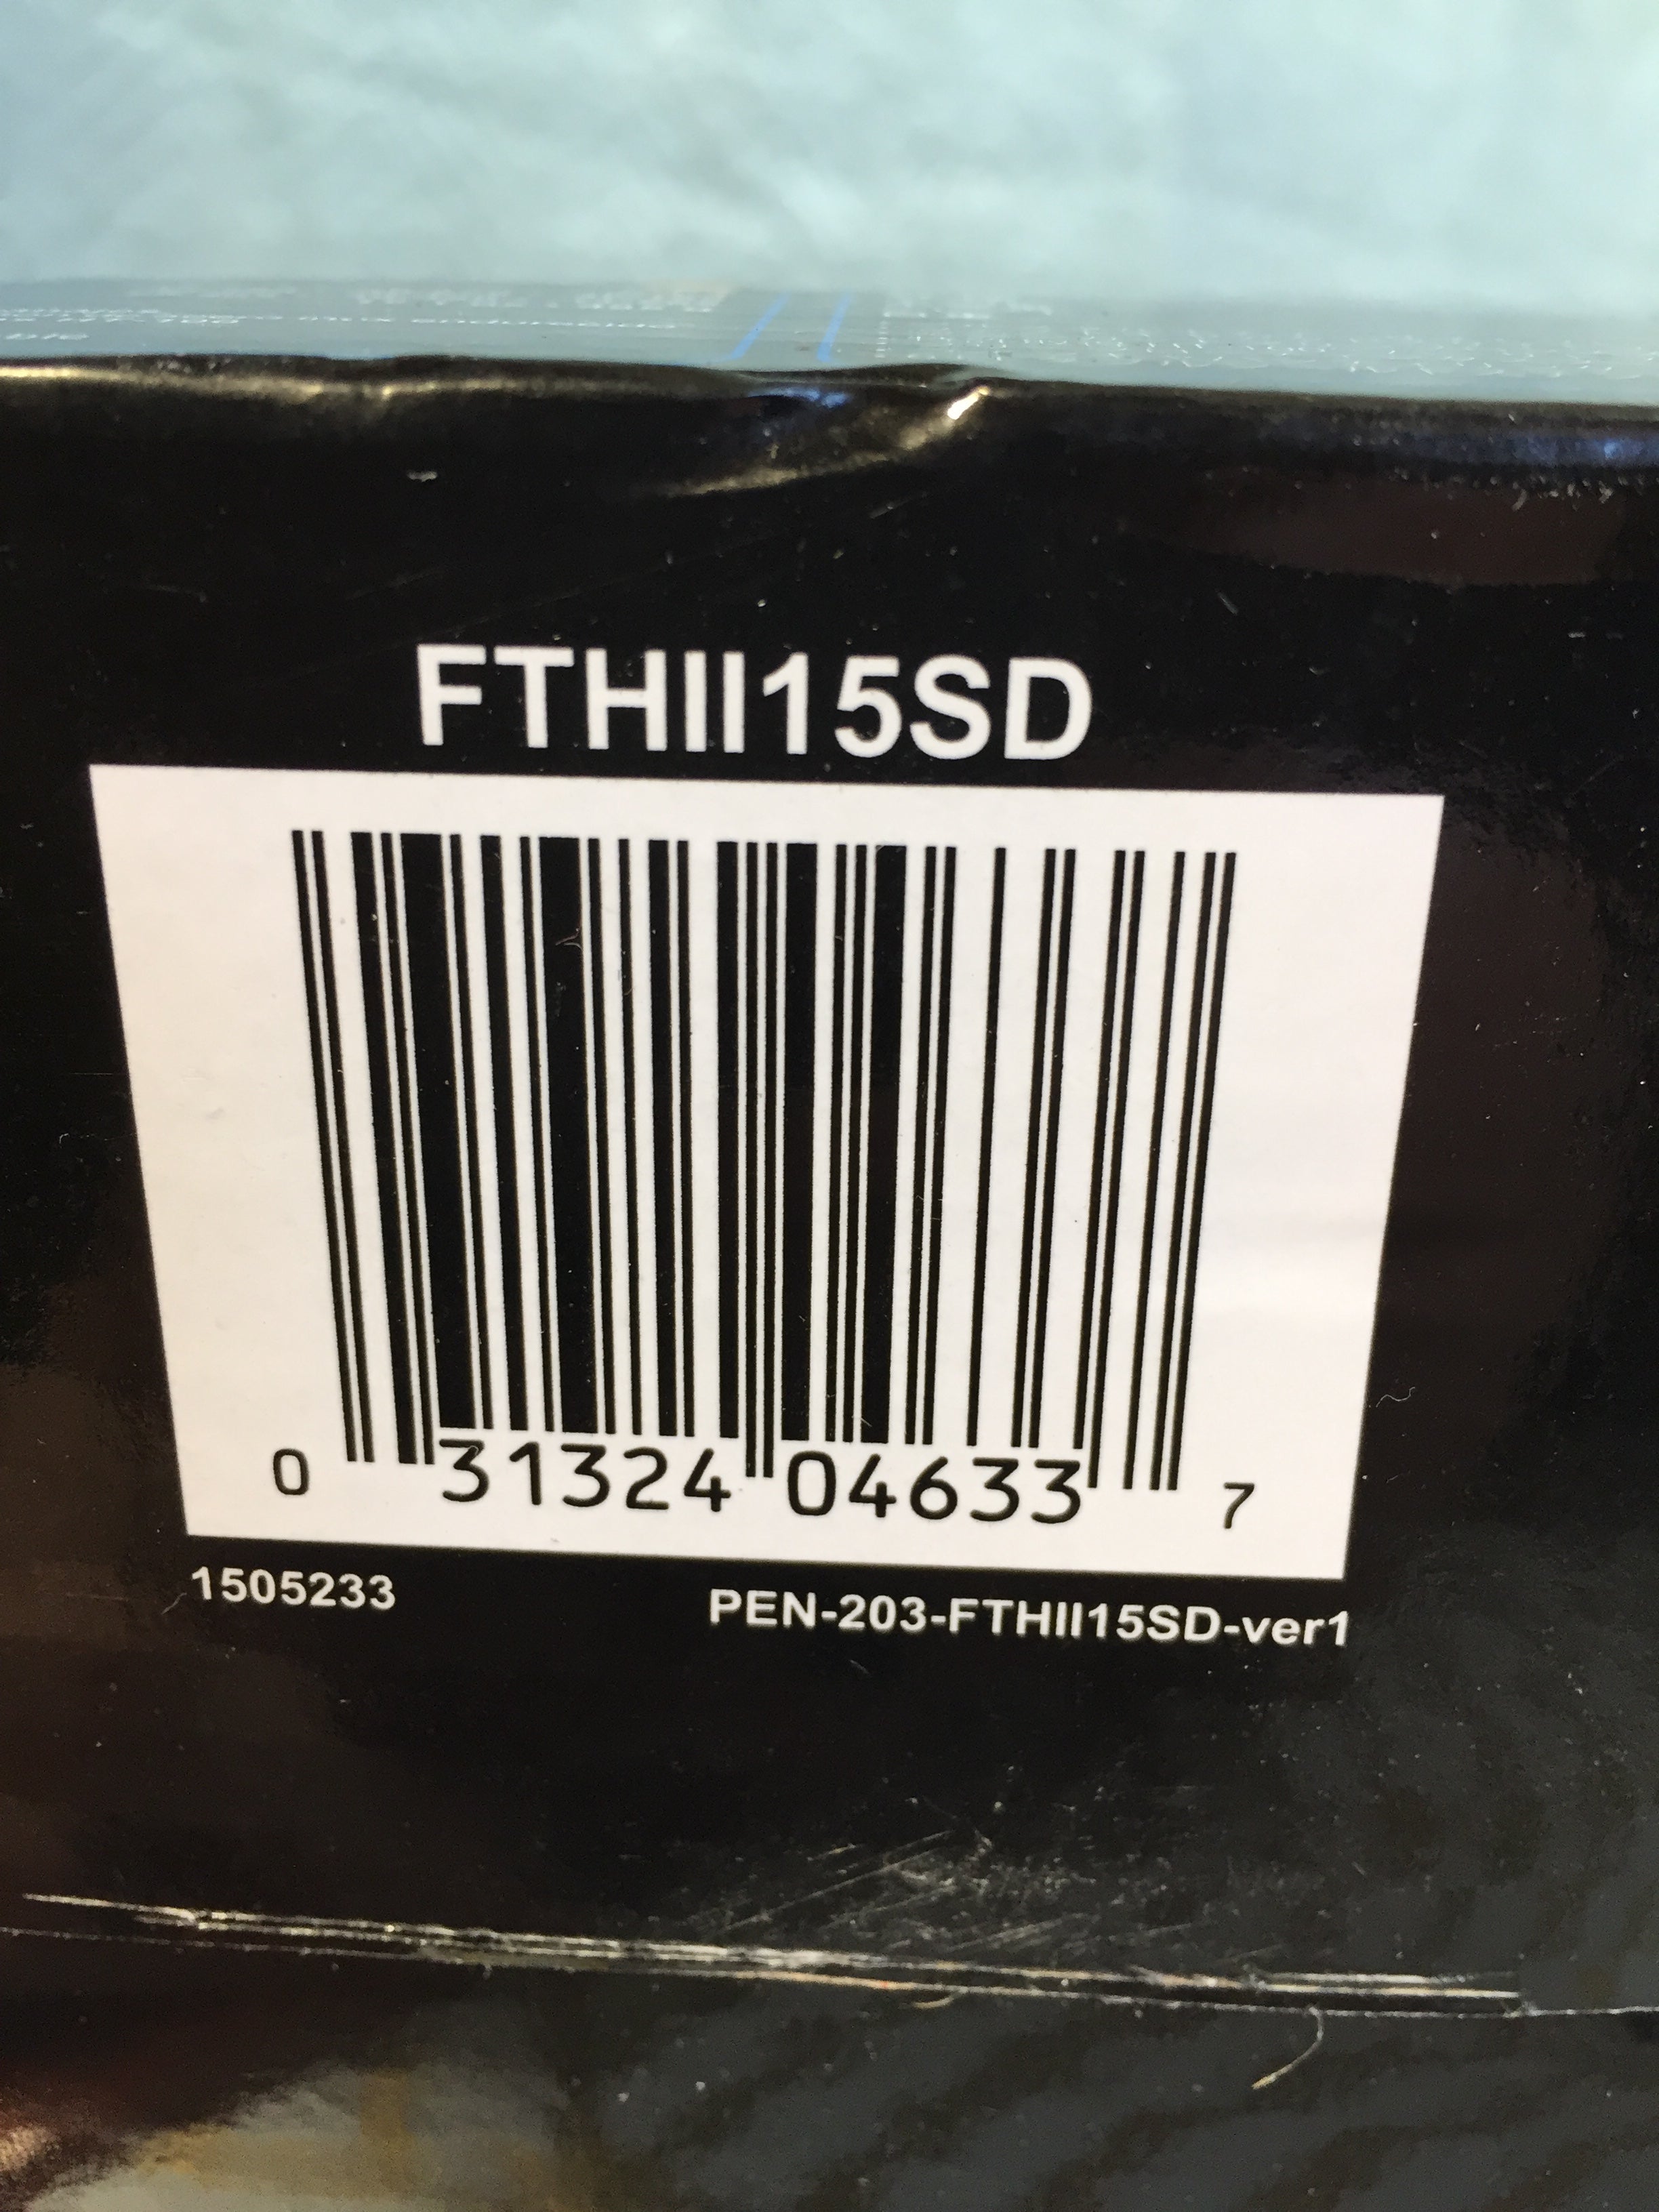 FTHII15SD
0 31324 04633 7
1505233 PEN-203-FTHII15SD-ver1